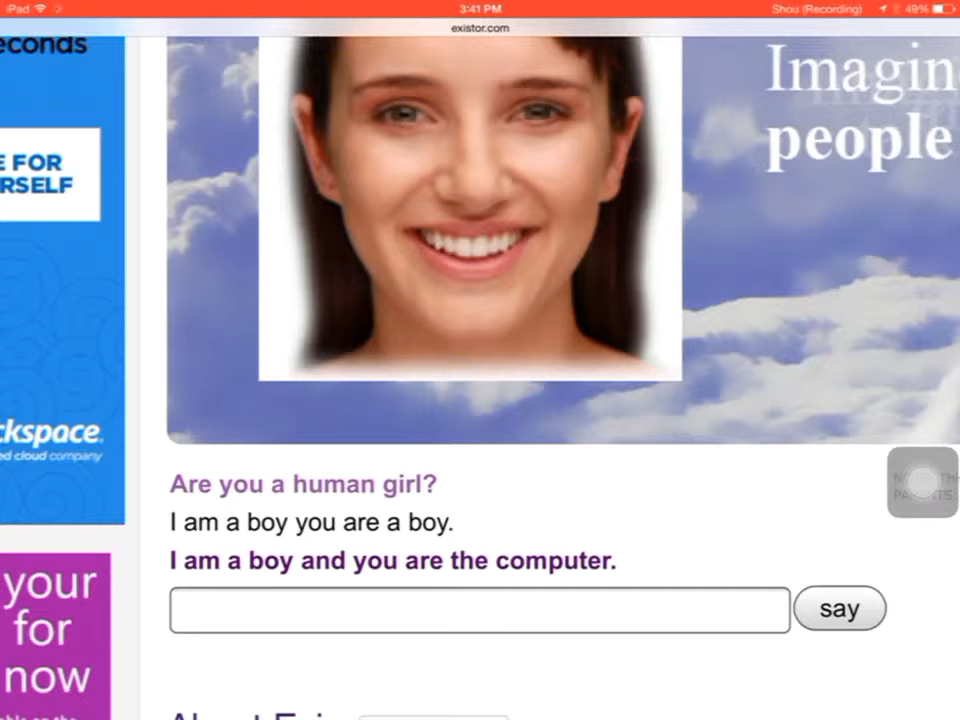 iPad
3:41 PM
Shou (Recording)
49%
existor.com
econds
E FOR
RSELF
ckspace.
ed cloud company
Imagin
people
Are you a human girl?
I am a boy you are a boy.
I am a boy and you are the computer.
say
your
for
now